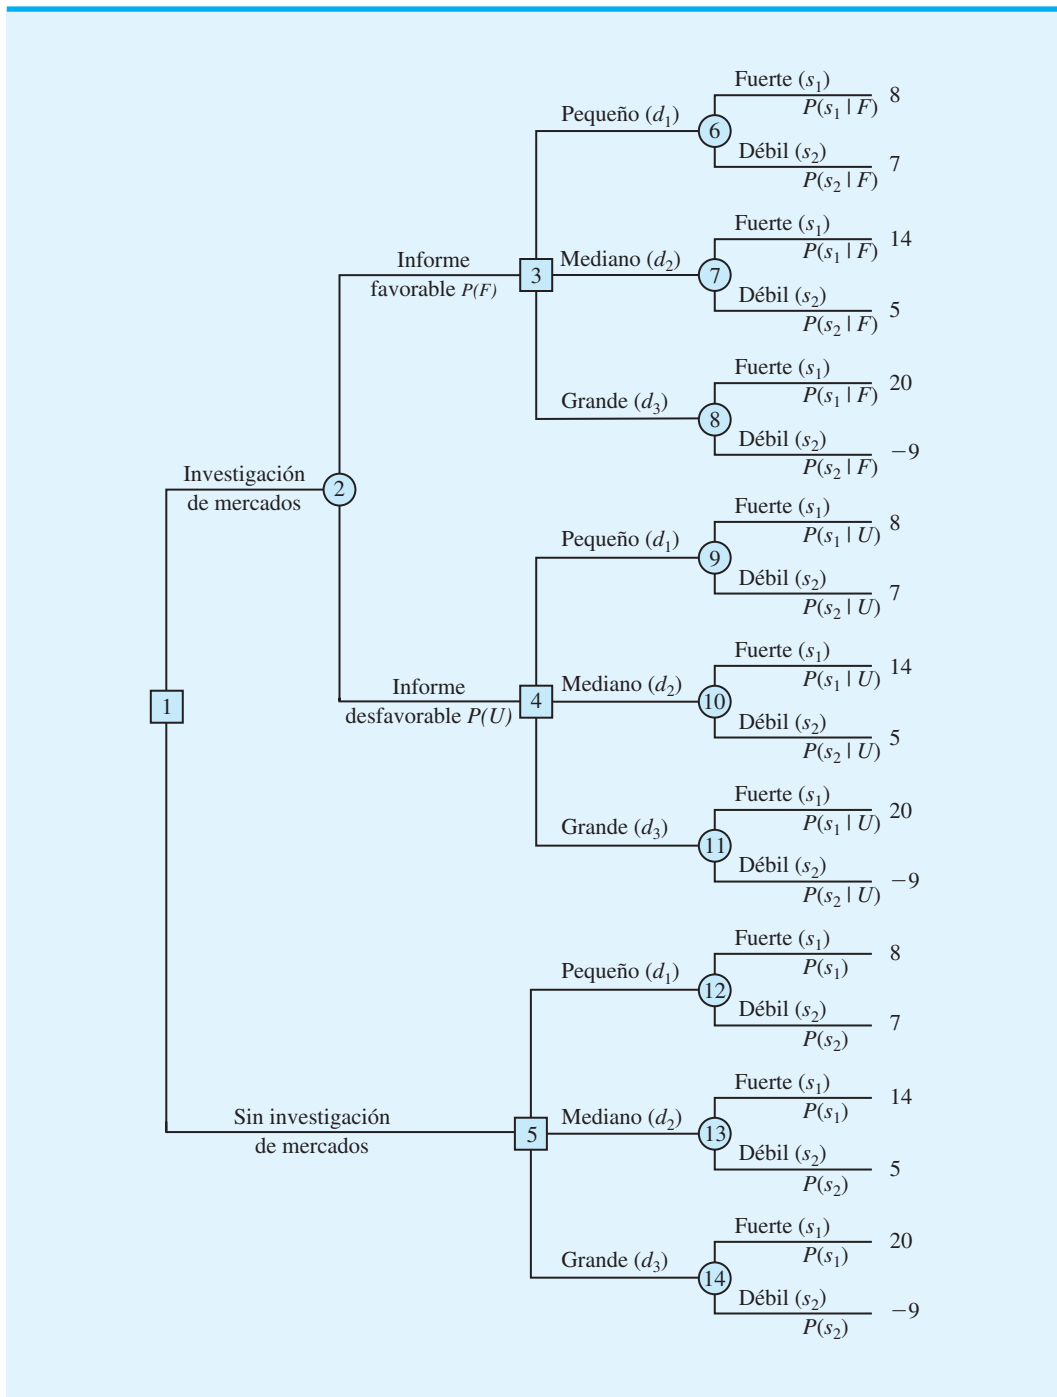 Fuerte (s1)
P(s1 | F)
8
Pequeño (d1)
6
Débil (s2)
P(s2 | F)
7
Fuerte (s1)
P(s1 | F)
14
Informe
favorable P(F)
3
Mediano (d2)
7
Débil (s2)
P(s2 | F)
5
Fuerte (s1)
P(s1 | F)
20
Grande (d3)
8
Débil (s2)
P(s2 | F)
−9
Investigación
de mercados
2
Fuerte (s1)
P(s1 | U)
8
Pequeño (d1)
9
Débil (s2)
P(s2 | U)
7
Fuerte (s1)
P(s1 | U)
14
1
Informe
desfavorable P(U)
4
Mediano (d2)
10
Débil (s2)
P(s2 | U)
5
Fuerte (s1)
P(s1 | U)
20
Grande (d3)
11
Débil (s2)
P(s2 | U)
−9
Fuerte (s1)
P(s1)
8
Pequeño (d1)
12
Débil (s2)
P(s2)
7
Fuerte (s1)
P(s1)
14
Sin investigación
de mercados
5
Mediano (d2)
13
Débil (s2)
P(s2)
5
Fuerte (s1)
P(s1)
20
Grande (d3)
14
Débil (s2)
P(s2)
−9